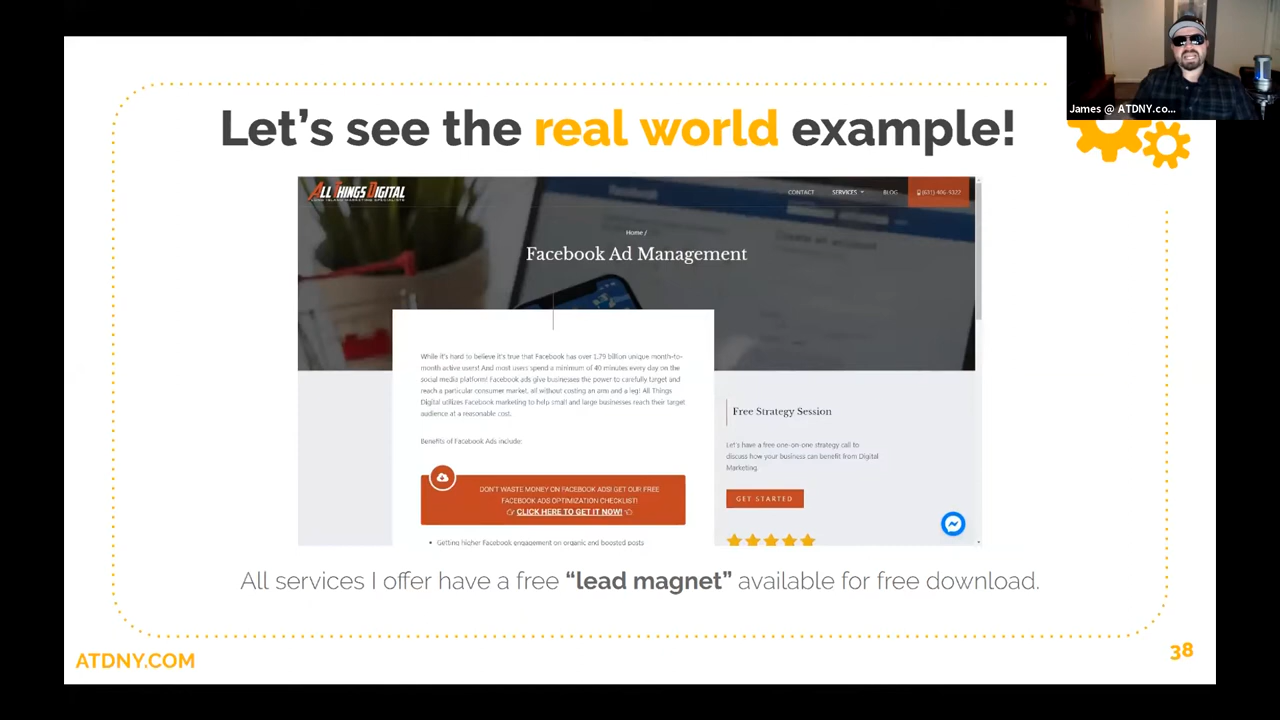 James @ ATDNY.co...
Let's see the real world example!
ALL THINGS DIGITAL
LONG ISLAND MARKETING SPECIALISTS
CONTACT SERVICES BLOG (631) 406-9322
Home /
Facebook Ad Management
While it's hard to believe it's true that Facebook has over 1.79 billion unique month-to-
month active users! And most users spend a minimum of 40 minutes every day on the
social media platform! Facebook ads give businesses the power to carefully target and
reach a particular consumer market, all without costing an arm and a leg! All Things
Digital utilizes Facebook marketing to help small and large businesses reach their target
audience at a reasonable cost.
Benefits of Facebook Ads include:
DON'T WASTE MONEY ON FACEBOOK ADS! GET OUR FREE
FACEBOOK ADS OPTIMIZATION CHECKLIST!
CLICK HERE TO GET IT NOW!
• Getting higher Facebook engagement on organic and boosted posts
Free Strategy Session
Let's have a free one-on-one strategy call to
discuss how your business can benefit from Digital
Marketing.
GET STARTED
All services I offer have a free “lead magnet” available for free download.
ATDNY.COM
38